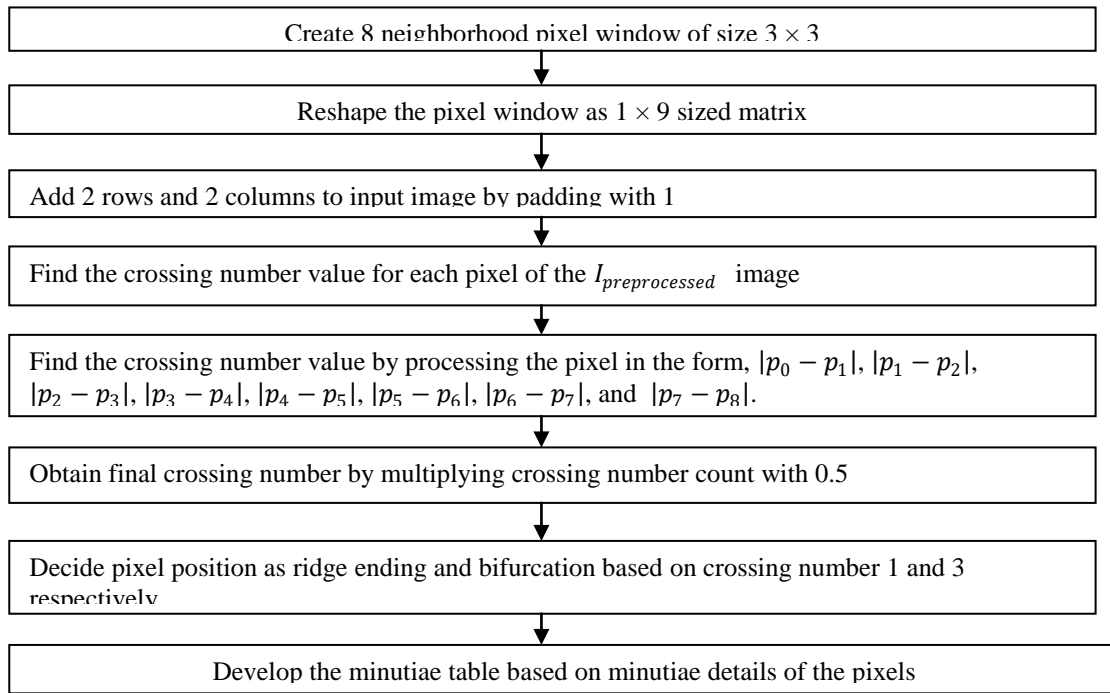 Create 8 neighborhood pixel window of size 3 × 3
Reshape the pixel window as 1 × 9 sized matrix
Add 2 rows and 2 columns to input image by padding with 1
Find the crossing number value for each pixel of the I_preprocessed image
Find the crossing number value by processing the pixel in the form, |p₀ − p₁|, |p₁ − p₂|,
|p₂ − p₃|, |p₃ − p₄|, |p₄ − p₅|, |p₅ − p₆|, |p₆ − p₇|, and |p₇ − p₈|.
Obtain final crossing number by multiplying crossing number count with 0.5
Decide pixel position as ridge ending and bifurcation based on crossing number 1 and 3
respectively
Develop the minutiae table based on minutiae details of the pixels